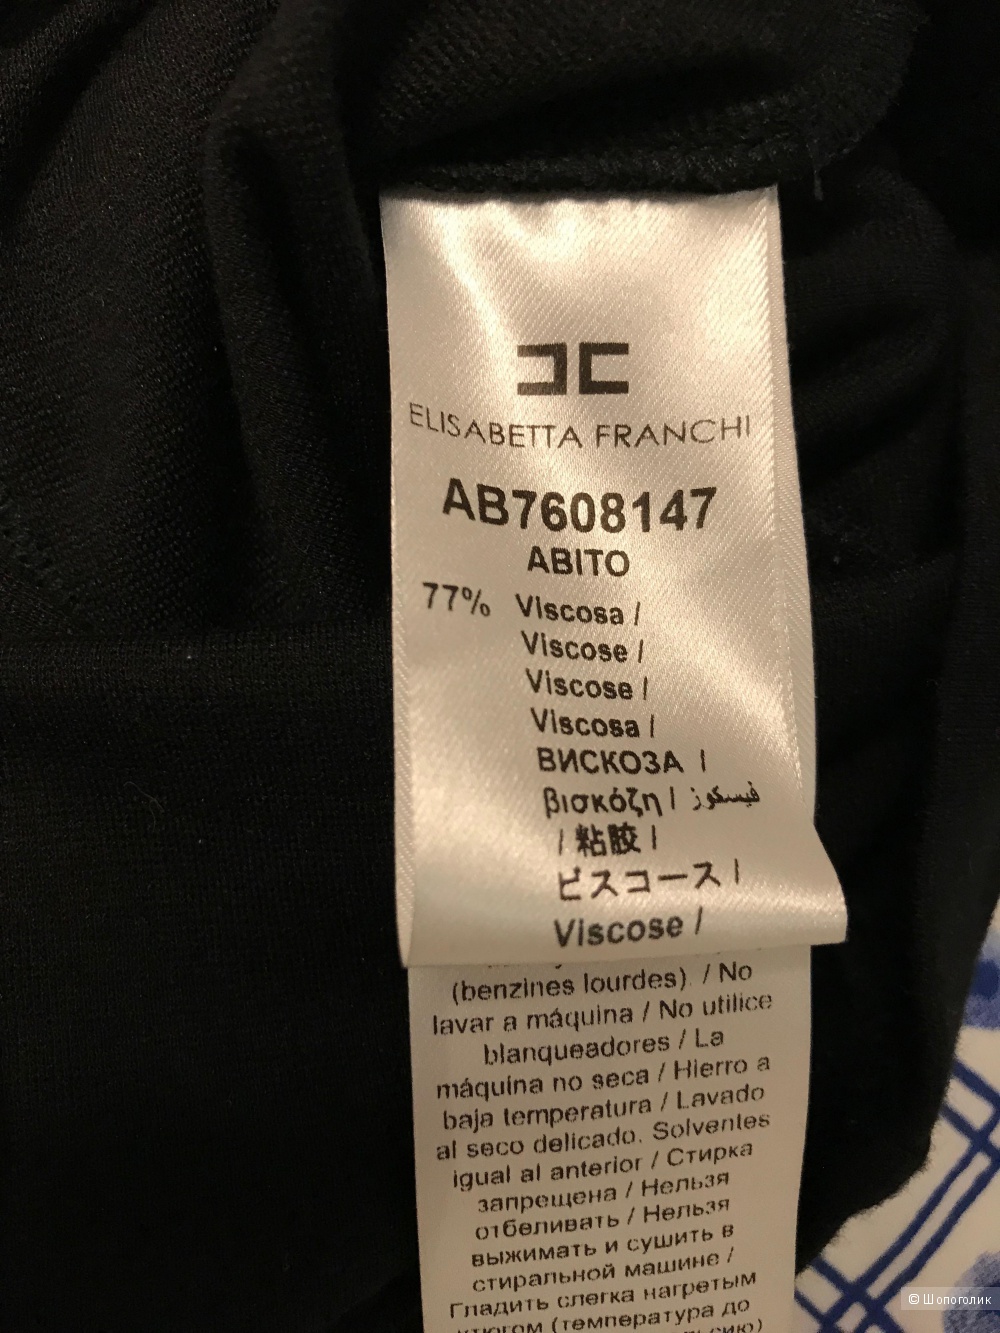 ELISABETTA FRANCHI
AB7608147
ABITO
77% Viscosa /
Viscose /
Viscose /
Viscosa /
ВИСКОЗА /
βισκόζη / فيسكوز
/ 粘胶 /
ビスコース /
Viscose /
(benzines lourdes) / No
lavar a máquina / No utilice
blanqueadores / La
máquina no seca / Hierro a
baja temperatura / Lavado
al seco delicado. Solventes
igual al anterior / Стирка
запрещена / Нельзя
отбеливать / Нельзя
выжимать и сушить в
стиральной машине /
Гладить слегка нагретым
утюгом (температура до
© Шопоголик